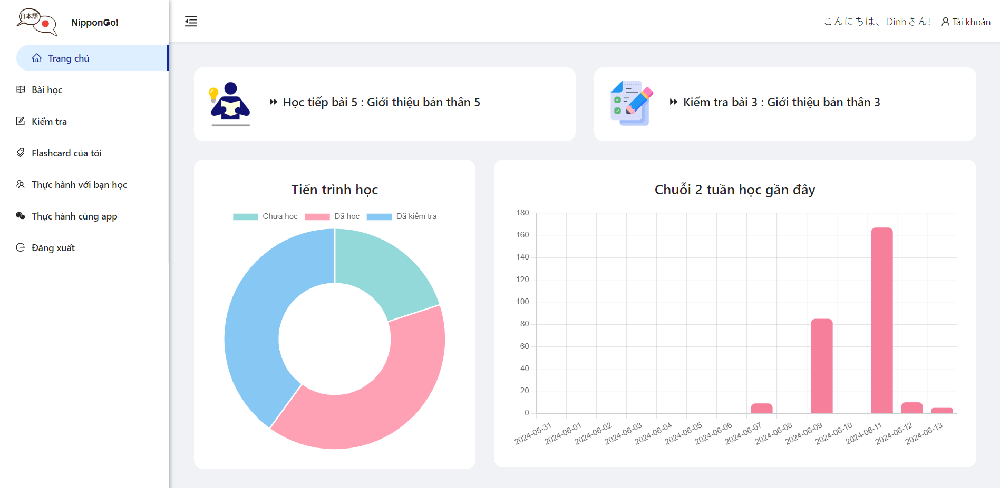 日本語
NipponGo!
こんにちは、Dinhさん!
Tài khoản
Trang chủ
Bài học
Kiểm tra
Flashcard của tôi
Thực hành với bạn học
Thực hành cùng app
Đăng xuất
Học tiếp bài 5 : Giới thiệu bản thân 5
Kiểm tra bài 3 : Giới thiệu bản thân 3
Tiến trình học
Chưa học Đã học Đã kiểm tra
Chuỗi 2 tuần học gần đây
180
160
140
120
100
80
60
40
20
0
2024-05-31 2024-06-01 2024-06-02 2024-06-03 2024-06-04 2024-06-05 2024-06-06 2024-06-07 2024-06-08 2024-06-09 2024-06-10 2024-06-11 2024-06-12 2024-06-13